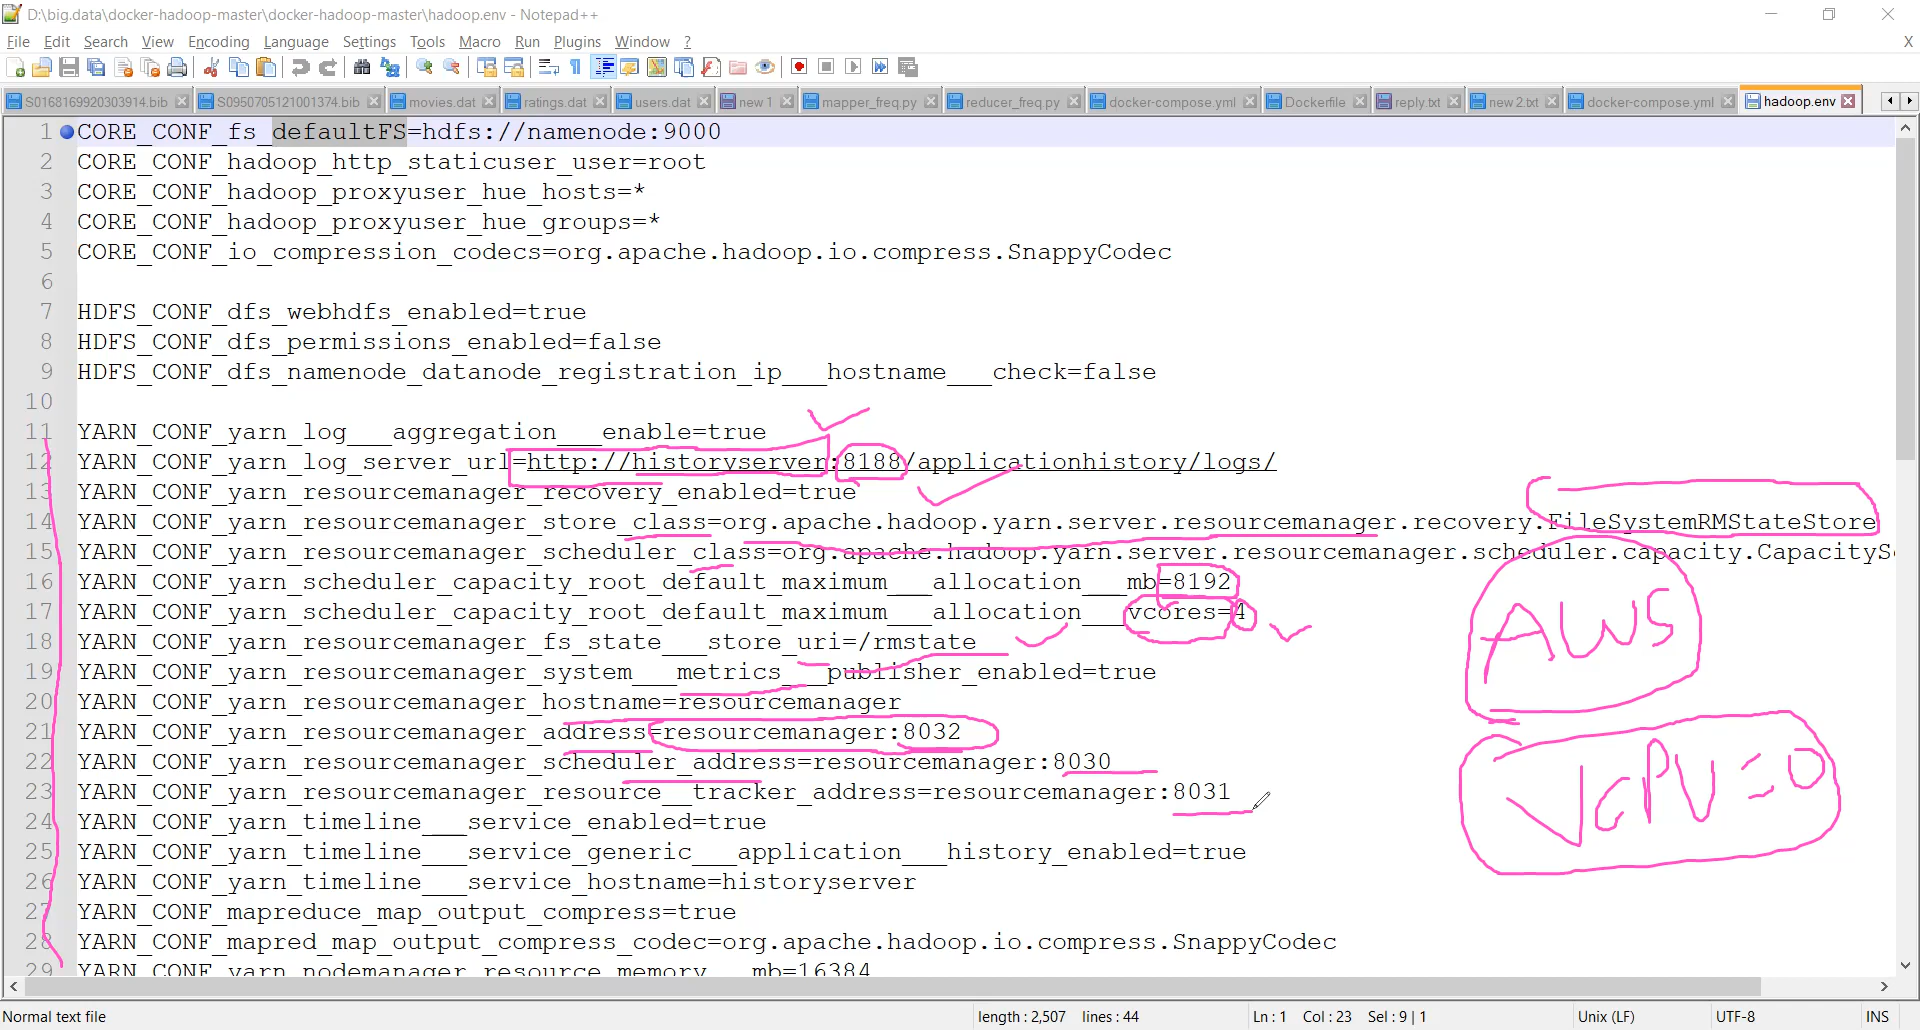 D:\big.data\docker-hadoop-master\docker-hadoop-master\hadoop.env - Notepad++
File Edit Search View Encoding Language Settings Tools Macro Run Plugins Window ? X
S0168169920303914.bib S0950705121001374.bib movies.dat ratings.dat users.dat new 1 mapper_freq.py reducer_freq.py docker-compose.yml Dockerfile reply.txt new 2.txt docker-compose.yml hadoop.env
1 CORE_CONF_fs_defaultFS=hdfs://namenode:9000
2 CORE_CONF_hadoop_http_staticuser_user=root
3 CORE_CONF_hadoop_proxyuser_hue_hosts=*
4 CORE_CONF_hadoop_proxyuser_hue_groups=*
5 CORE_CONF_io_compression_codecs=org.apache.hadoop.io.compress.SnappyCodec
6
7 HDFS_CONF_dfs_webhdfs_enabled=true
8 HDFS_CONF_dfs_permissions_enabled=false
9 HDFS_CONF_dfs_namenode_datanode_registration_ip___hostname___check=false
10
11 YARN_CONF_yarn_log___aggregation___enable=true
12 YARN_CONF_yarn_log_server_url=http://historyserver:8188/applicationhistory/logs/
13 YARN_CONF_yarn_resourcemanager_recovery_enabled=true
14 YARN_CONF_yarn_resourcemanager_store_class=org.apache.hadoop.yarn.server.resourcemanager.recovery.FileSystemRMStateStore
15 YARN_CONF_yarn_resourcemanager_scheduler_class=org.apache.hadoop.yarn.server.resourcemanager.scheduler.capacity.CapacityS
16 YARN_CONF_yarn_scheduler_capacity_root_default_maximum___allocation___mb=8192
17 YARN_CONF_yarn_scheduler_capacity_root_default_maximum___allocation___vcores=4
AWS
18 YARN_CONF_yarn_resourcemanager_fs_state___store_uri=/rmstate
19 YARN_CONF_yarn_resourcemanager_system___metrics___publisher_enabled=true
20 YARN_CONF_yarn_resourcemanager_hostname=resourcemanager
21 YARN_CONF_yarn_resourcemanager_address=resourcemanager:8032
22 YARN_CONF_yarn_resourcemanager_scheduler_address=resourcemanager:8030
23 YARN_CONF_yarn_resourcemanager_resource__tracker_address=resourcemanager:8031
VCPU=0
24 YARN_CONF_yarn_timeline___service_enabled=true
25 YARN_CONF_yarn_timeline___service_generic___application___history_enabled=true
26 YARN_CONF_yarn_timeline___service_hostname=historyserver
27 YARN_CONF_mapreduce_map_output_compress=true
28 YARN_CONF_mapred_map_output_compress_codec=org.apache.hadoop.io.compress.SnappyCodec
29 YARN_CONF_yarn_nodemanager_resource_memory___mb=16384
Normal text file length : 2,507 lines : 44 Ln : 1 Col : 23 Sel : 9 | 1 Unix (LF) UTF-8 INS